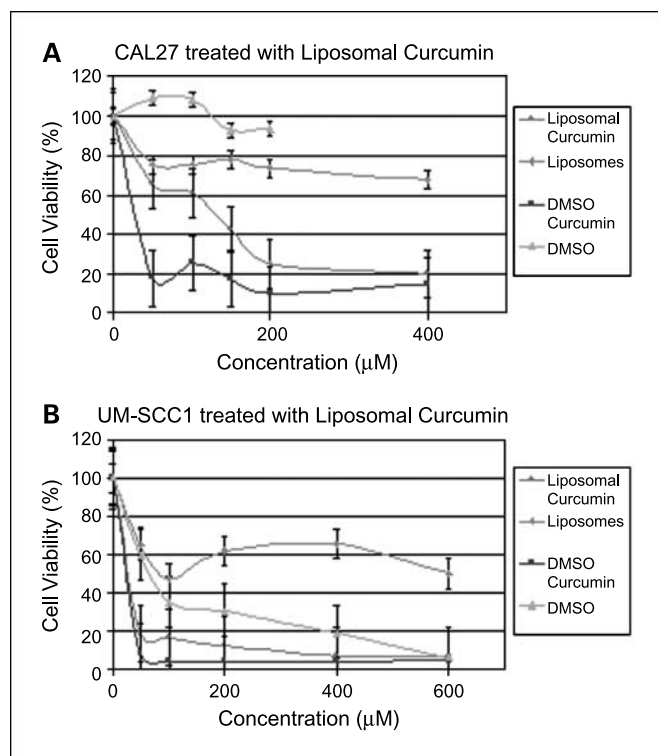 A
CAL27 treated with Liposomal Curcumin
120
100
80
60
40
20
0
Cell Viability (%)
0
200
400
Concentration (μM)
Liposomal
Curcumin
Liposomes
DMSO
Curcumin
DMSO
B
UM-SCC1 treated with Liposomal Curcumin
120
100
80
60
40
20
0
Cell Viability (%)
0
200
400
600
Concentration (μM)
Liposomal
Curcumin
Liposomes
DMSO
Curcumin
DMSO